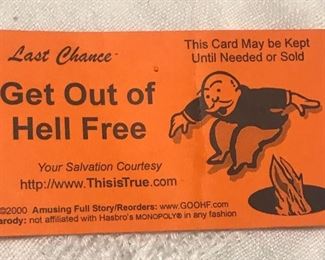 Last Chance
This Card May be Kept
Until Needed or Sold
Get Out of
Hell Free
Your Salvation Courtesy
http://www.ThisisTrue.com
©2000 Amusing Full Story/Reorders: www.GOOHF.com
arody: not affiliated with Hasbro's MONOPOLY® in any fashion